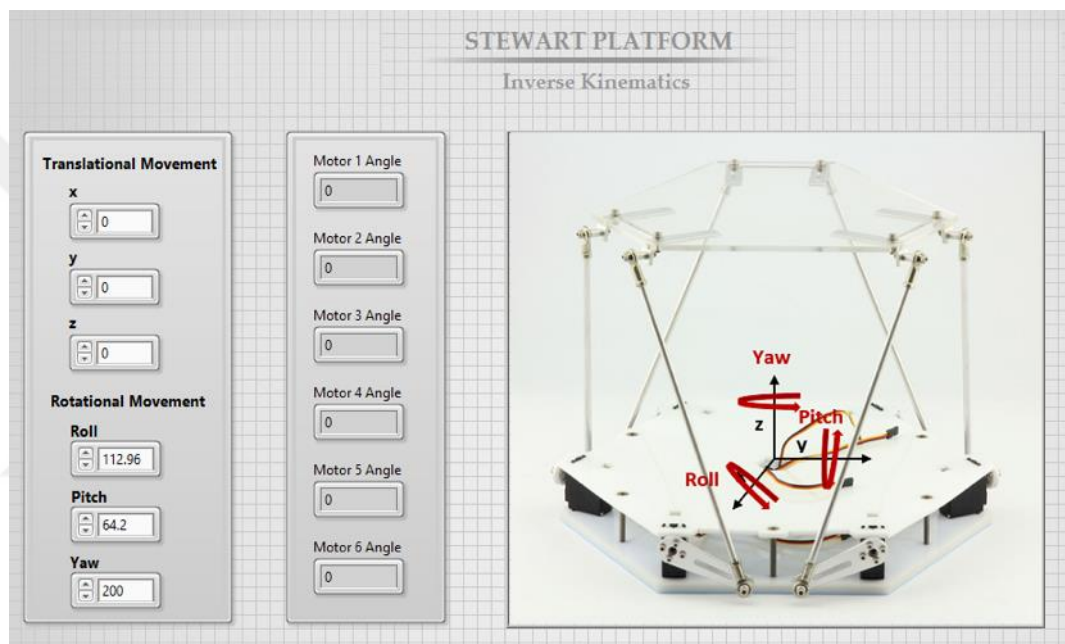 STEWART PLATFORM
Inverse Kinematics
Translational Movement
x
0
y
0
z
0
Rotational Movement
Roll
112.96
Pitch
64.2
Yaw
200
Motor 1 Angle
0
Motor 2 Angle
0
Motor 3 Angle
0
Motor 4 Angle
0
Motor 5 Angle
0
Motor 6 Angle
0
Yaw
Pitch
z
y
Roll